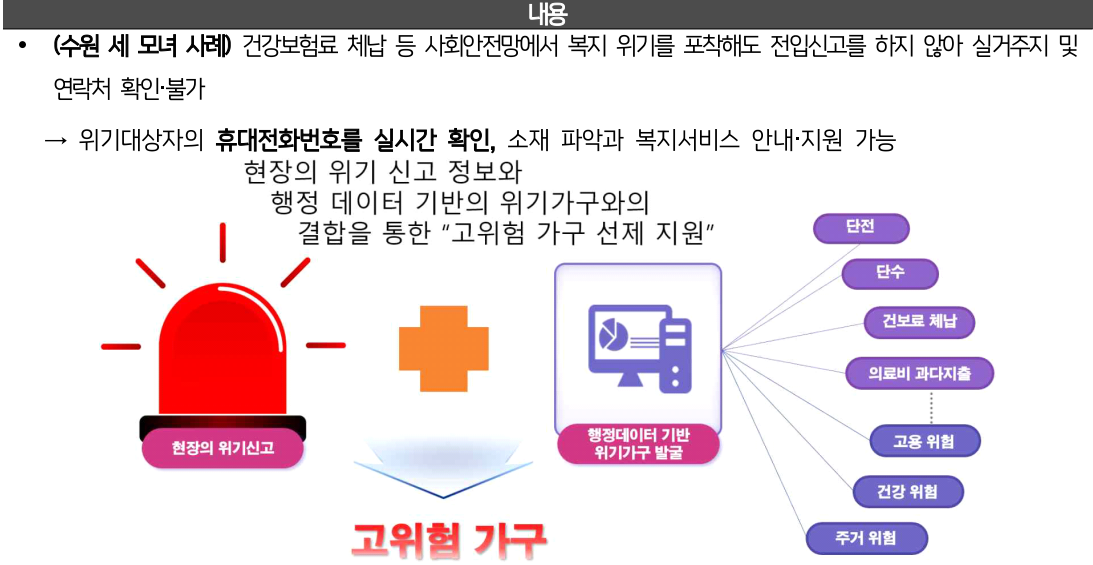 내용
• (수원 세 모녀 사례) 건강보험료 체납 등 사회안전망에서 복지 위기를 포착해도 전입신고를 하지 않아 실거주지 및
연락처 확인·불가
→ 위기대상자의 휴대전화번호를 실시간 확인, 소재 파악과 복지서비스 안내·지원 가능
현장의 위기 신고 정보와
행정 데이터 기반의 위기가구와의
결합을 통한 “고위험 가구 선제 지원”
단전
단수
건보료 체납
의료비 과다지출
고용 위험
건강 위험
주거 위험
현장의 위기신고
행정데이터 기반
위기가구 발굴
고위험 가구